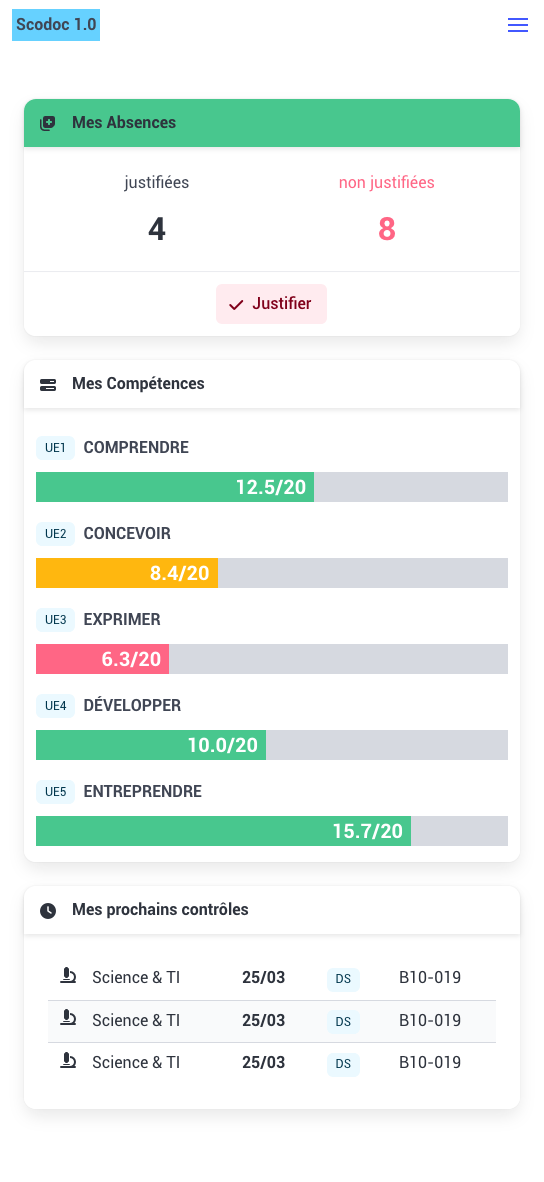 Scodoc 1.0
Mes Absences
justifiées non justifiées
4 8
Justifier
Mes Compétences
UE1 COMPRENDRE
12.5/20
UE2 CONCEVOIR
8.4/20
UE3 EXPRIMER
6.3/20
UE4 DÉVELOPPER
10.0/20
UE5 ENTREPRENDRE
15.7/20
Mes prochains contrôles
Science & TI 25/03 DS B10-019
Science & TI 25/03 DS B10-019
Science & TI 25/03 DS B10-019